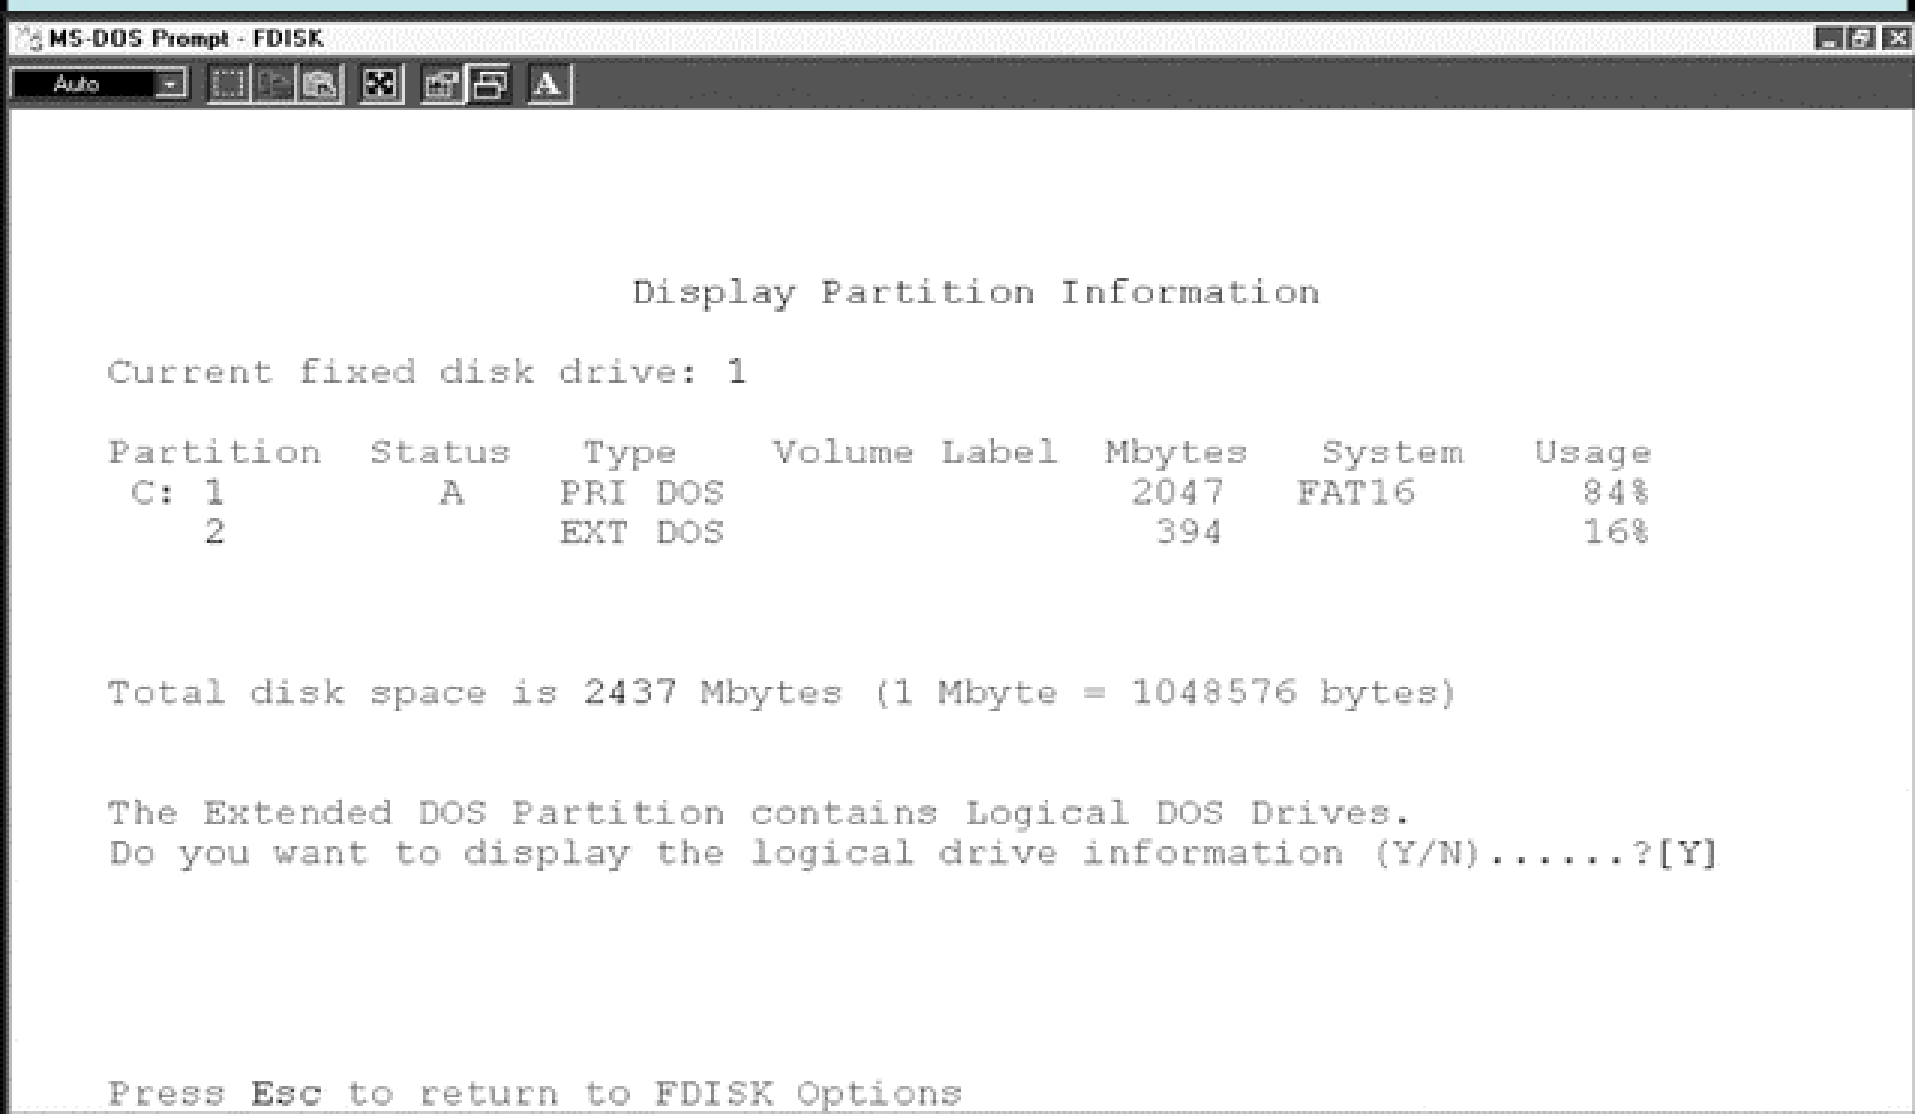 MS-DOS Prompt - FDISK
Auto
A
Display Partition Information
Current fixed disk drive: 1
Partition Status Type Volume Label Mbytes System Usage
C: 1 A PRI DOS 2047 FAT16 84%
2 EXT DOS 394 16%
Total disk space is 2437 Mbytes (1 Mbyte = 1048576 bytes)
The Extended DOS Partition contains Logical DOS Drives.
Do you want to display the logical drive information (Y/N)......?[Y]
Press Esc to return to FDISK Options